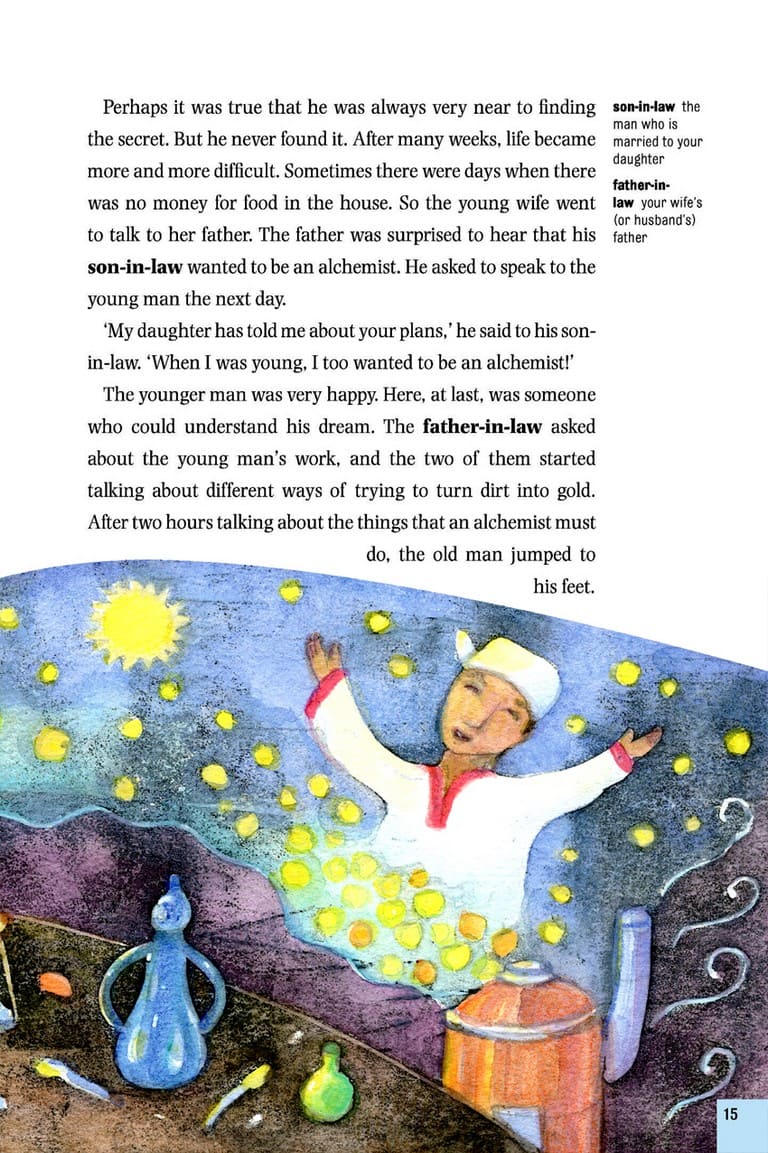 Perhaps it was true that he was always very near to finding
the secret. But he never found it. After many weeks, life became
more and more difficult. Sometimes there were days when there
was no money for food in the house. So the young wife went
to talk to her father. The father was surprised to hear that his
son-in-law wanted to be an alchemist. He asked to speak to the
young man the next day.
‘My daughter has told me about your plans,’ he said to his son-
in-law. ‘When I was young, I too wanted to be an alchemist!’
The younger man was very happy. Here, at last, was someone
who could understand his dream. The father-in-law asked
about the young man’s work, and the two of them started
talking about different ways of trying to turn dirt into gold.
After two hours talking about the things that an alchemist must
do, the old man jumped to
his feet.
son-in-law the
man who is
married to your
daughter
father-in-
law your wife’s
(or husband’s)
father
15